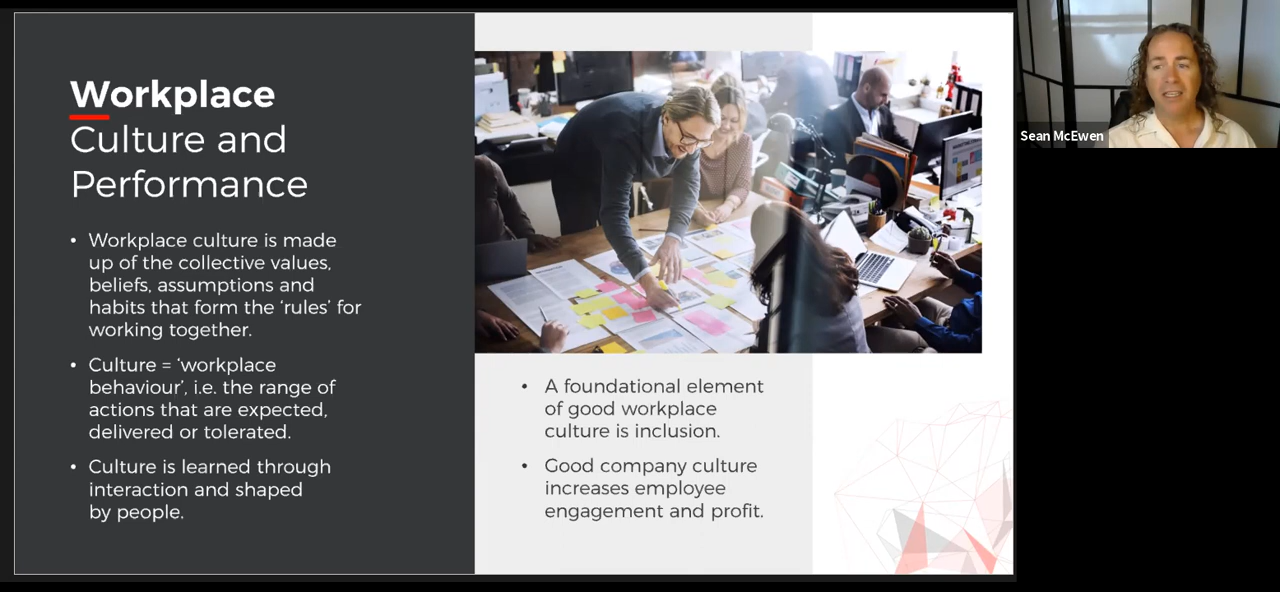 Workplace
Culture and
Performance
• Workplace culture is made
up of the collective values,
beliefs, assumptions and
habits that form the ‘rules’ for
working together.
• Culture = ‘workplace
behaviour’, i.e. the range of
actions that are expected,
delivered or tolerated.
• Culture is learned through
interaction and shaped
by people.
• A foundational element
of good workplace
culture is inclusion.
• Good company culture
increases employee
engagement and profit.
Sean McEwen